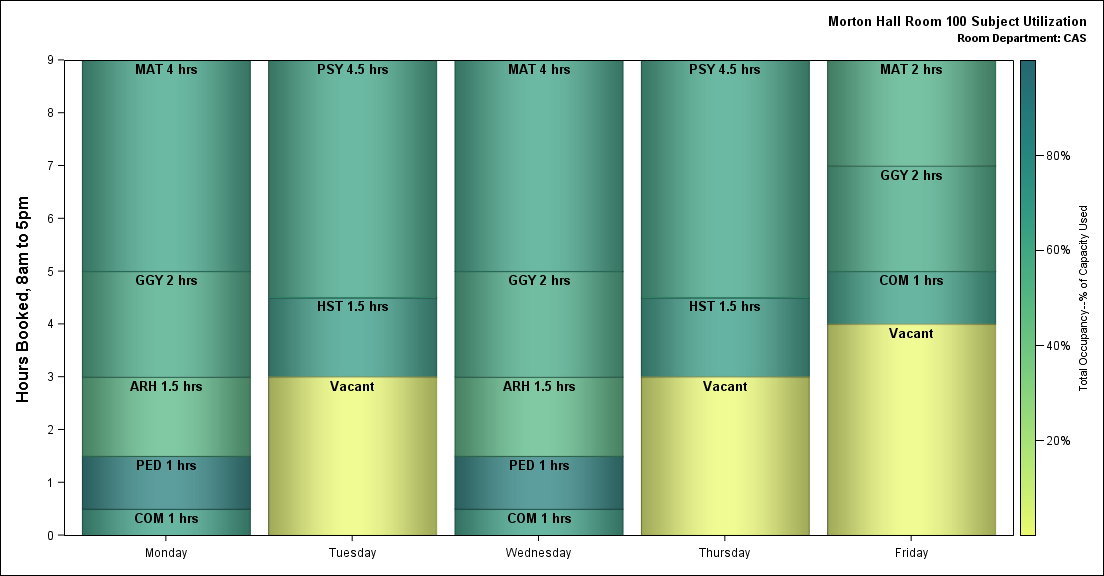 Morton Hall Room 100 Subject Utilization
Room Department: CAS
Hours Booked, 8am to 5pm
9
8
7
6
5
4
3
2
1
0
MAT 4 hrs
GGY 2 hrs
ARH 1.5 hrs
PED 1 hrs
COM 1 hrs
PSY 4.5 hrs
HST 1.5 hrs
Vacant
MAT 4 hrs
GGY 2 hrs
ARH 1.5 hrs
PED 1 hrs
COM 1 hrs
PSY 4.5 hrs
HST 1.5 hrs
Vacant
MAT 2 hrs
GGY 2 hrs
COM 1 hrs
Vacant
Monday
Tuesday
Wednesday
Thursday
Friday
80%
60%
40%
20%
Total Occupancy--% of Capacity Used